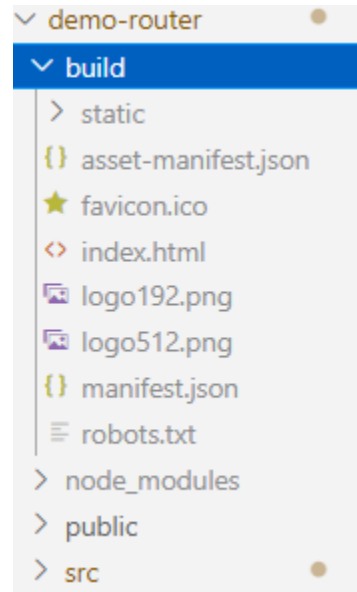 demo-router
build
static
asset-manifest.json
favicon.ico
index.html
logo192.png
logo512.png
manifest.json
robots.txt
node_modules
public
src